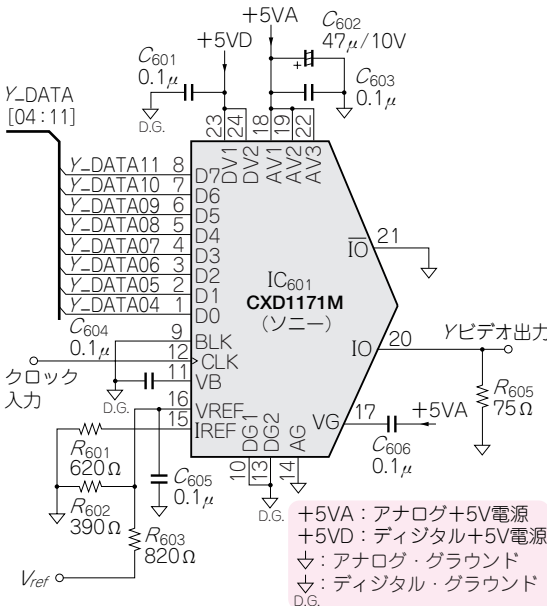 +5VA
C602
47μ/10V
+5VD
C601
0.1μ
C603
0.1μ
Y_DATA
[04:11]
D.G.
+
23
24
18
19
22
DV1
DV2
AV1
AV2
AV3
Y_DATA11 8 D7
Y_DATA10 7 D6
Y_DATA09 6 D5
Y_DATA08 5 D4
Y_DATA07 4 D3
Y_DATA06 3 D2
Y_DATA05 2 D1
Y_DATA04 1 D0
IO 21
IC601
CXD1171M
(ソニー)
C604
0.1μ
9 BLK
12 CLK
11 VB
クロック
入力
D.G.
IO 20
Yビデオ出力
R605
75Ω
16 VREF
15 IREF
DG1
DG2
AG
VG 17
+5VA
10
13
14
C606
0.1μ
R601
620Ω
R602
390Ω
C605
0.1μ
D.G.
R603
820Ω
Vref
+5VA:アナログ+5V電源
+5VD:ディジタル+5V電源
:アナログ・グラウンド
:ディジタル・グラウンド
D.G.